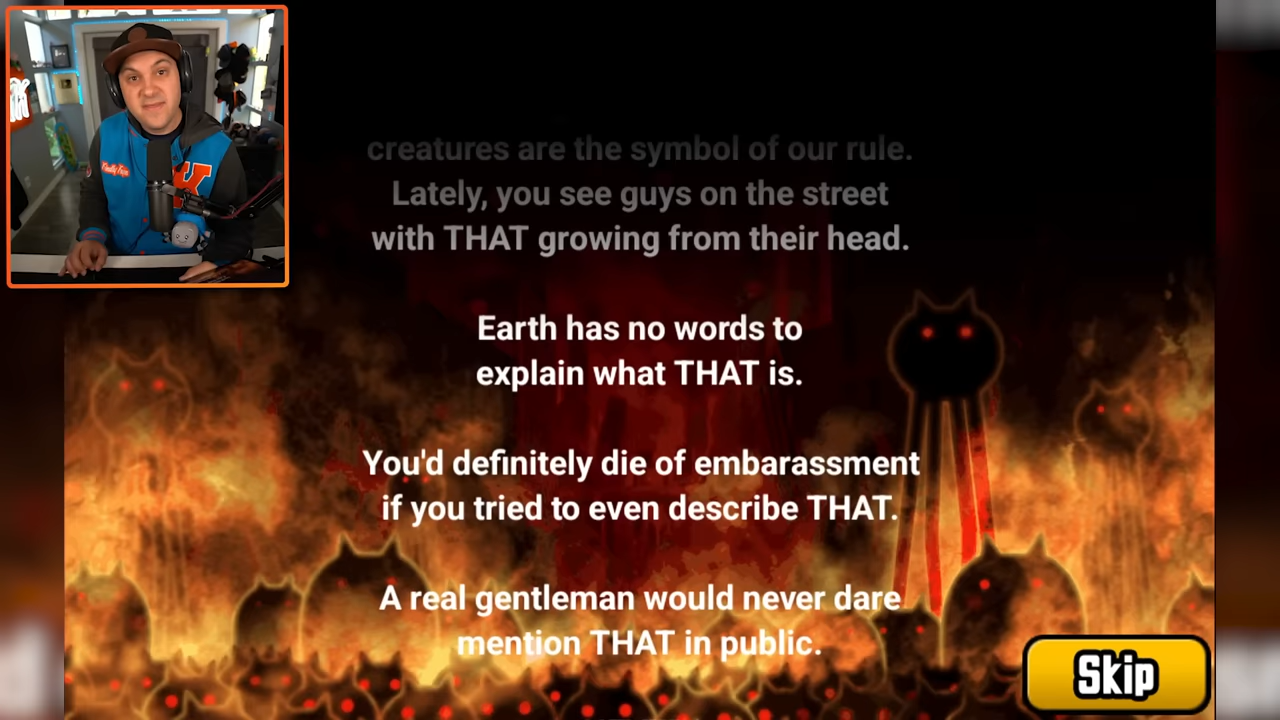 creatures are the symbol of our rule.
Lately, you see guys on the street
with THAT growing from their head.
Earth has no words to
explain what THAT is.
You'd definitely die of embarassment
if you tried to even describe THAT.
A real gentleman would never dare
mention THAT in public.
Skip